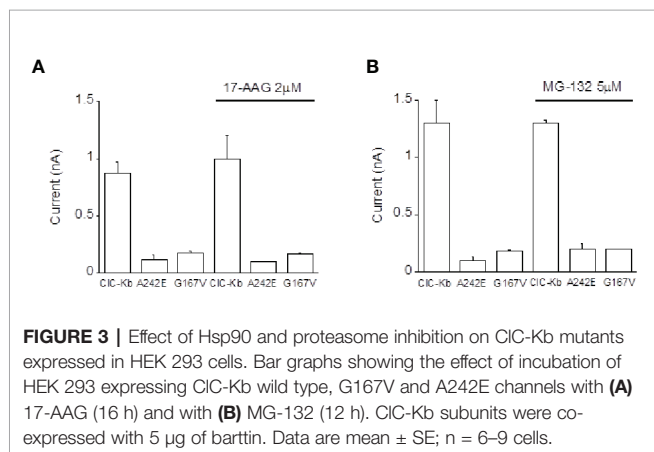 A
17-AAG 2µM
1.5
1
0.5
0
Current (nA)
ClC-Kb A242E G167V ClC-Kb A242E G167V
B
MG-132 5µM
1.5
1
0.5
0
Current (nA)
ClC-Kb A242E G167V ClC-Kb A242E G167V
FIGURE 3 | Effect of Hsp90 and proteasome inhibition on ClC-Kb mutants
expressed in HEK 293 cells. Bar graphs showing the effect of incubation of
HEK 293 expressing ClC-Kb wild type, G167V and A242E channels with (A)
17-AAG (16 h) and with (B) MG-132 (12 h). ClC-Kb subunits were co-
expressed with 5 µg of barttin. Data are mean ± SE; n = 6–9 cells.